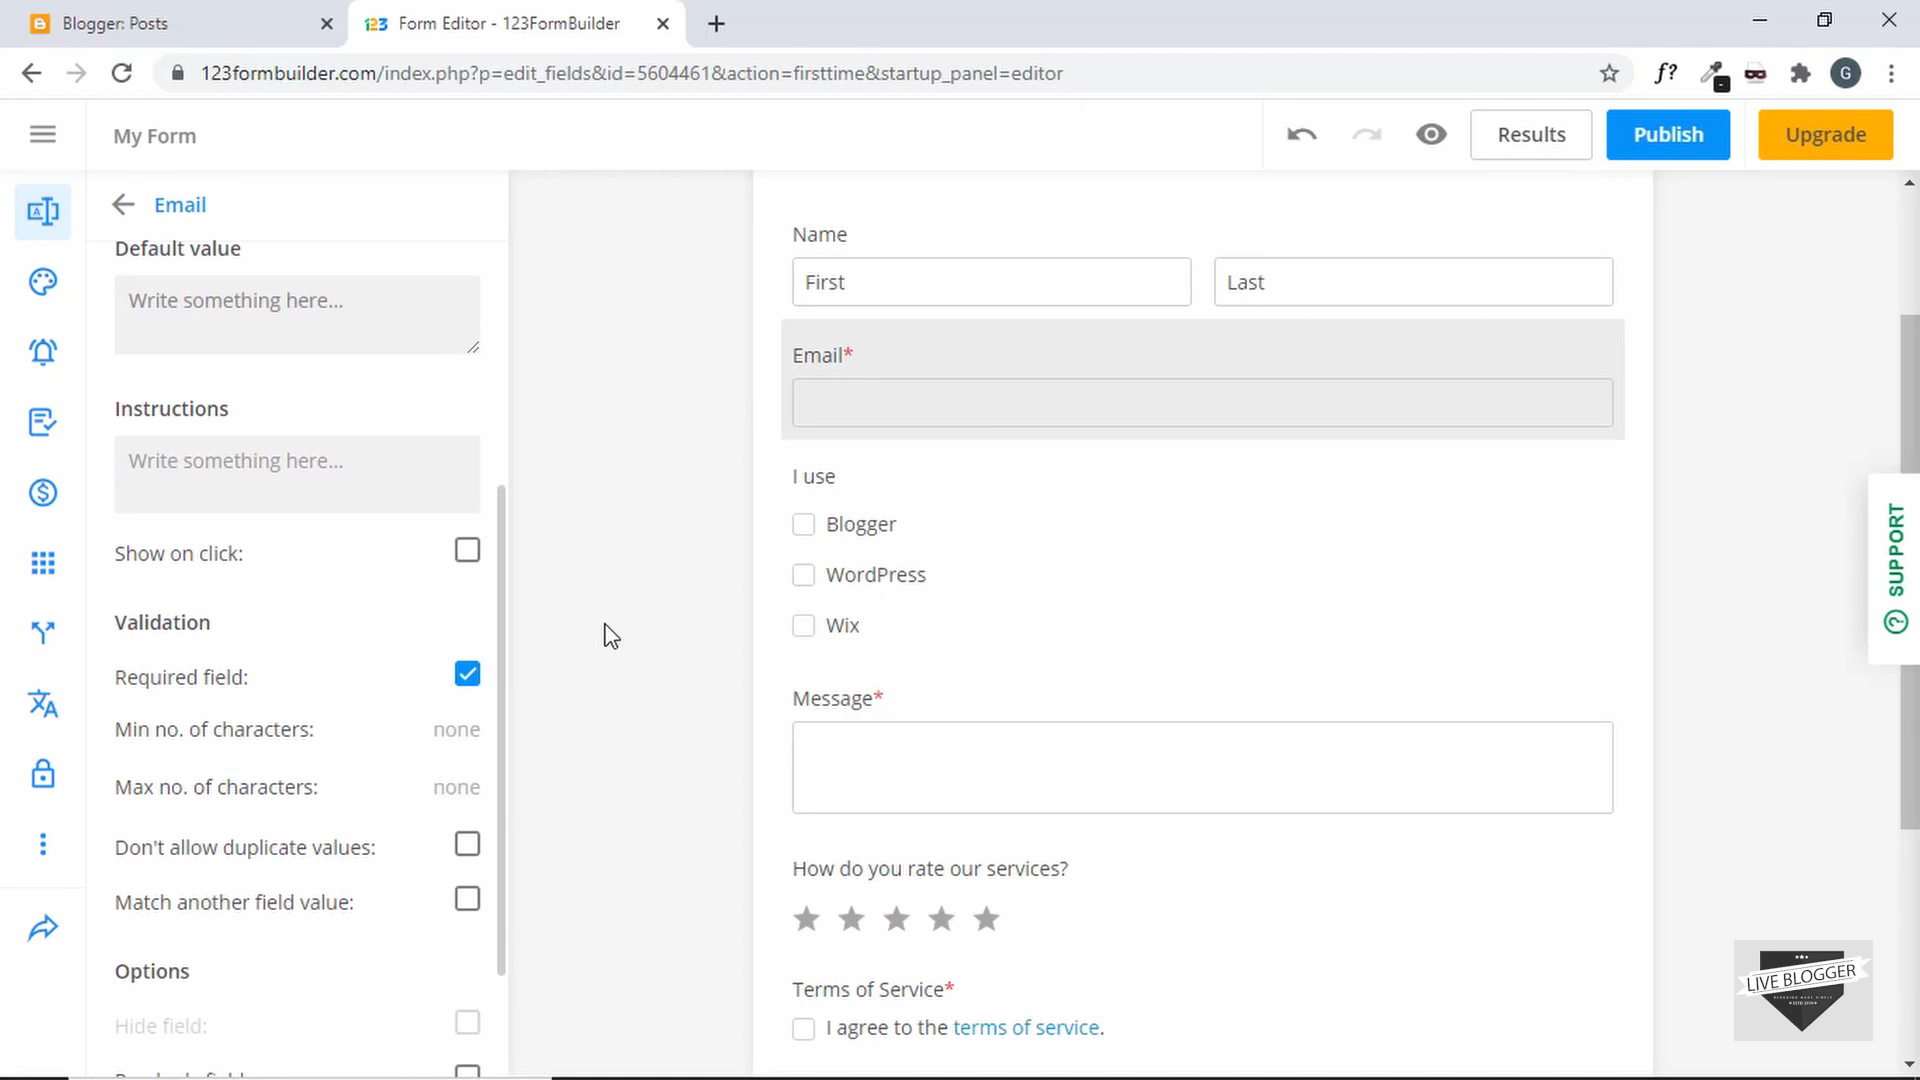 Blogger: Posts
Form Editor - 123FormBuilder
123formbuilder.com/index.php?p=edit_fields&id=5604461&action=firsttime&startup_panel=editor
f?
G
My Form
Results
Publish
Upgrade
Email
Default value
Write something here...
Instructions
Write something here...
Show on click:
Validation
Required field:
Min no. of characters: none
Max no. of characters: none
Don't allow duplicate values:
Match another field value:
Options
Hide field:
Name
First
Last
Email*
I use
Blogger
WordPress
Wix
Message*
How do you rate our services?
Terms of Service*
I agree to the terms of service.
SUPPORT
LIVE BLOGGER